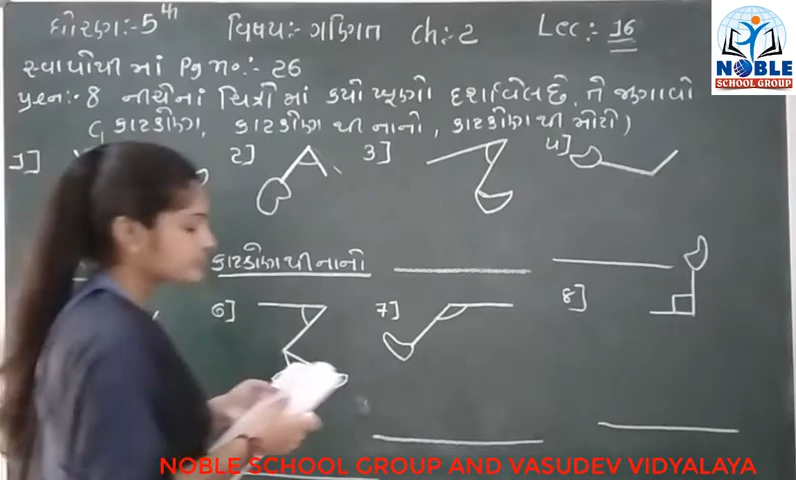 ધોરણ:- 5th વિષય:- ગણિત Ch:- 2 Lec:- 16
સ્વાપોથી માં Pg no:- 26
પ્રશ્ન:- 8 નીચેનાં ચિત્રો માં કયો ખૂણો દર્શાવેલ છે. તે જણાવો
( કાટકોણ, કાટકોણ થી નાનો, કાટકોણ થી મોટો)
1] 2] 3] 4]
કાટકોણ થી નાનો
6] 7] 8]
NOBLE
SCHOOL GROUP
NOBLE SCHOOL GROUP AND VASUDEV VIDYALAYA